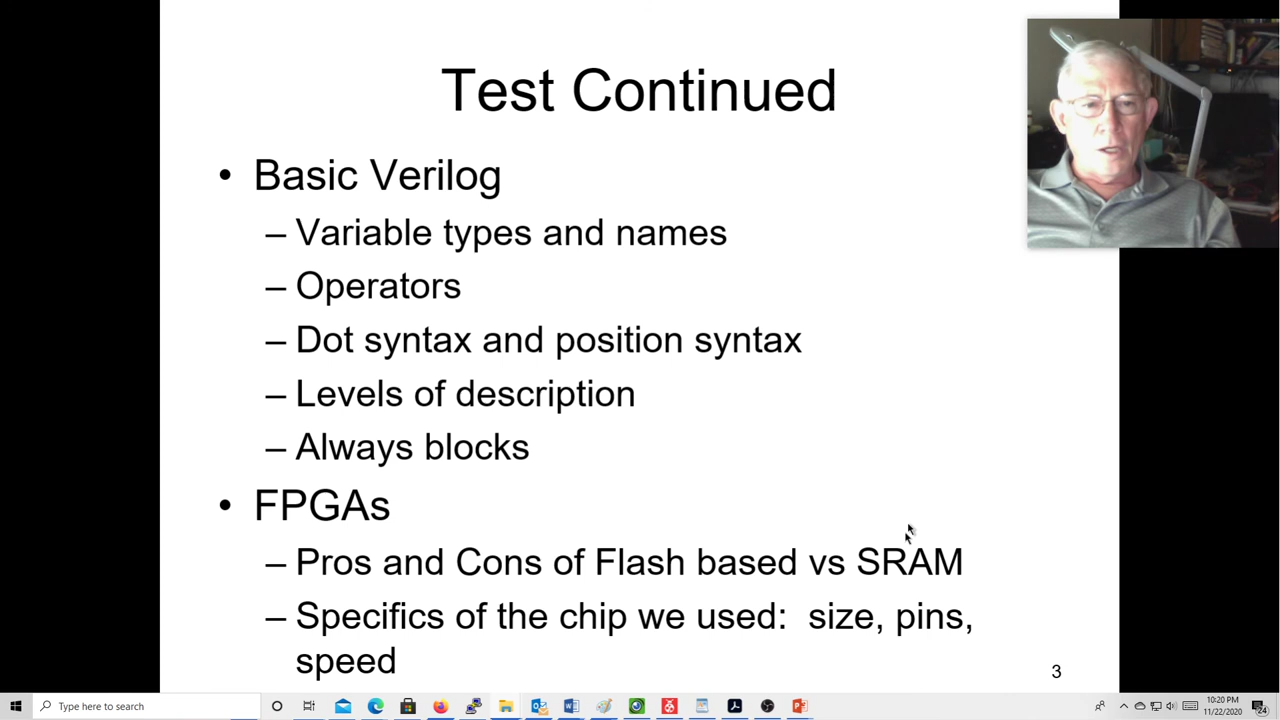 Test Continued
• Basic Verilog
– Variable types and names
– Operators
– Dot syntax and position syntax
– Levels of description
– Always blocks
• FPGAs
– Pros and Cons of Flash based vs SRAM
– Specifics of the chip we used:  size, pins,
speed
3
Type here to search
10:20 PM
11/22/2020
24